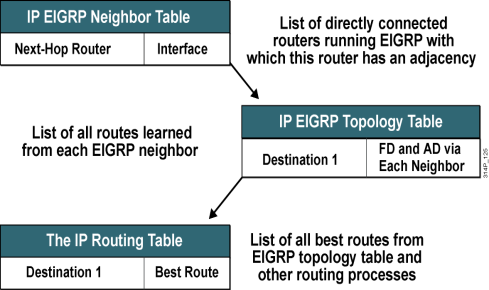 IP EIGRP Neighbor Table
Next-Hop Router
Interface
List of directly connected
routers running EIGRP with
which this router has an adjacency
List of all routes learned
from each EIGRP neighbor
IP EIGRP Topology Table
Destination 1
FD and AD via
Each Neighbor
314P_125
The IP Routing Table
Destination 1
Best Route
List of all best routes from
EIGRP topology table and
other routing processes